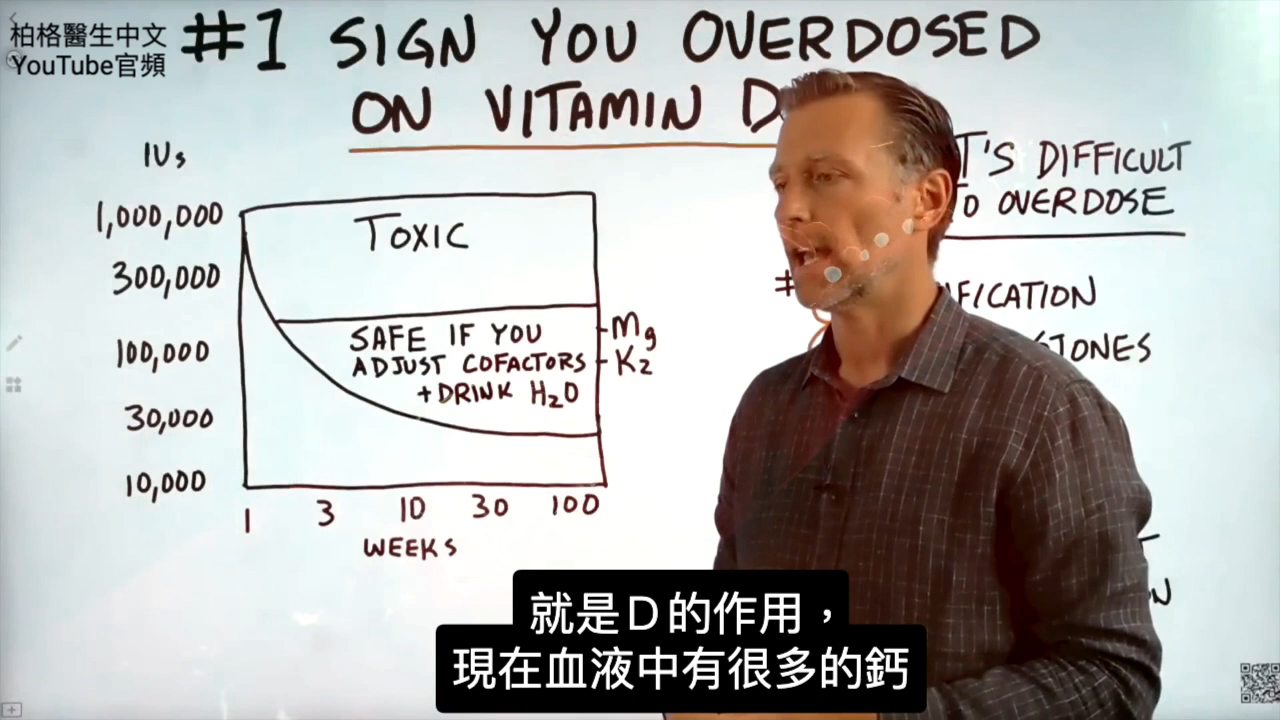 柏格醫生中文
YouTube官頻
#1 SIGN YOU OVERDOSED
ON VITAMIN D
IUs
1,000,000
300,000
100,000
30,000
10,000
TOXIC
SAFE IF YOU
ADJUST COFACTORS
+DRINK H2O
Mg
K2
1 3 10 30 100
WEEKS
T'S DIFFICULT
TO OVERDOSE
#
FICATION
STONES
就是D的作用，
現在血液中有很多的鈣